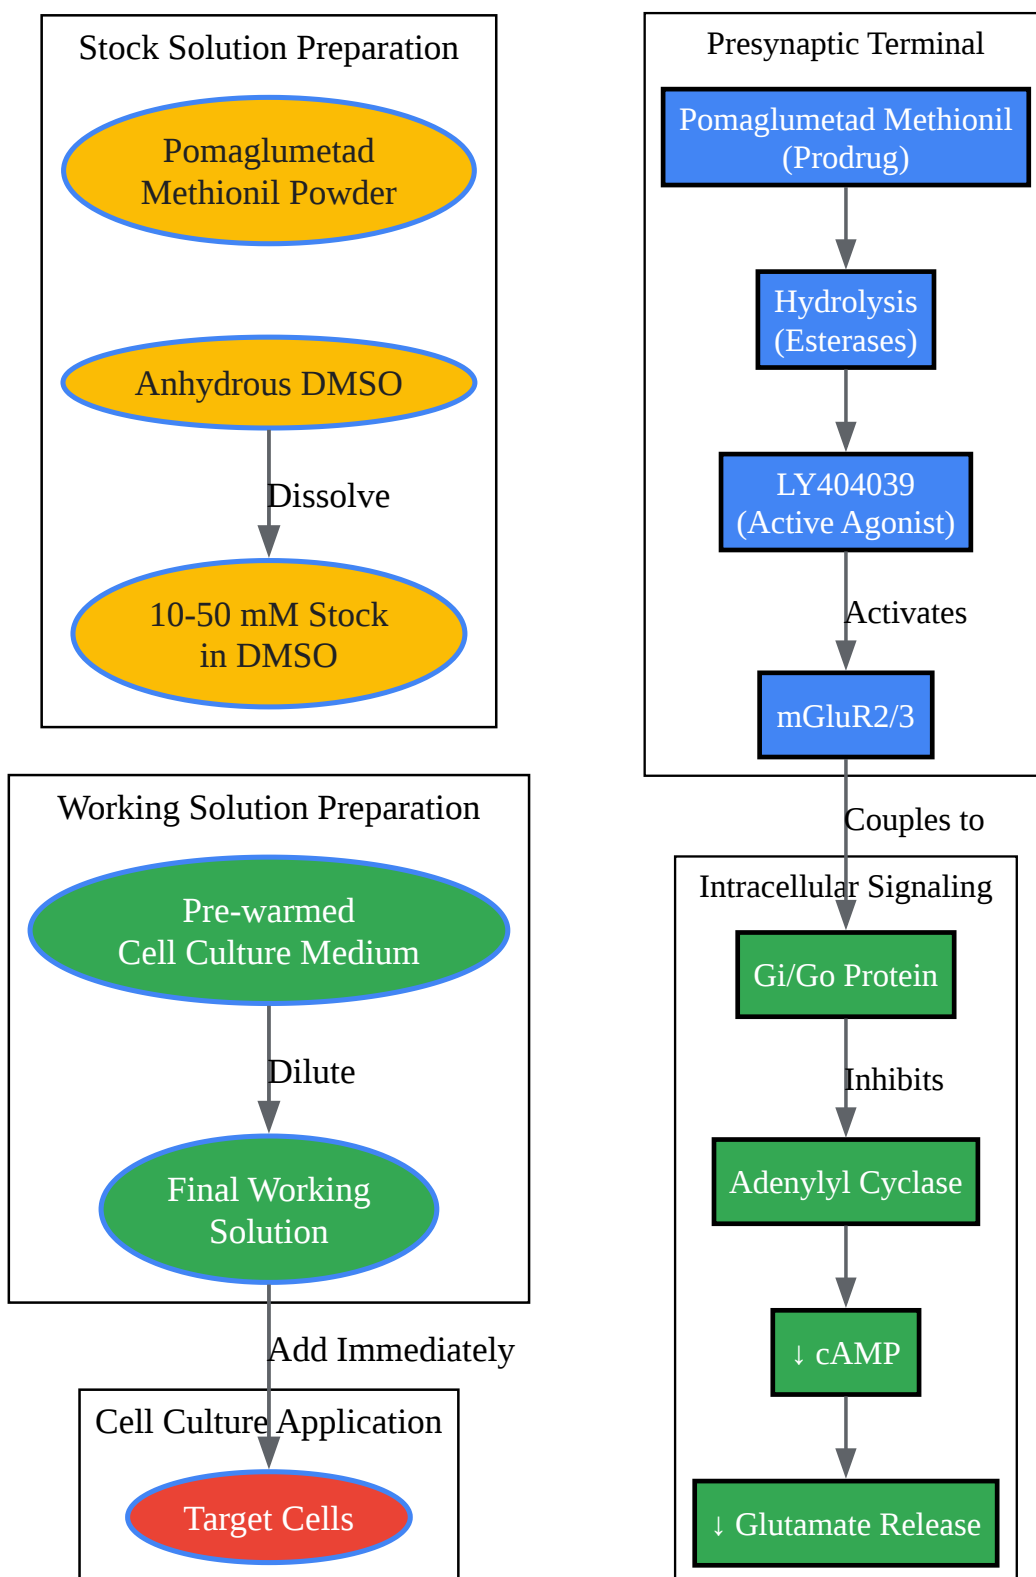 Stock Solution Preparation
Pomaglumetad
Methionil Powder
Anhydrous DMSO
Dissolve
10-50 mM Stock
in DMSO
Working Solution Preparation
Pre-warmed
Cell Culture Medium
Dilute
Final Working
Solution
Add Immediately
Cell Culture Application
Target Cells
Presynaptic Terminal
Pomaglumetad Methionil
(Prodrug)
Hydrolysis
(Esterases)
LY404039
(Active Agonist)
Activates
mGluR2/3
Couples to
Intracellular Signaling
Gi/Go Protein
Inhibits
Adenylyl Cyclase
↓ cAMP
↓ Glutamate Release